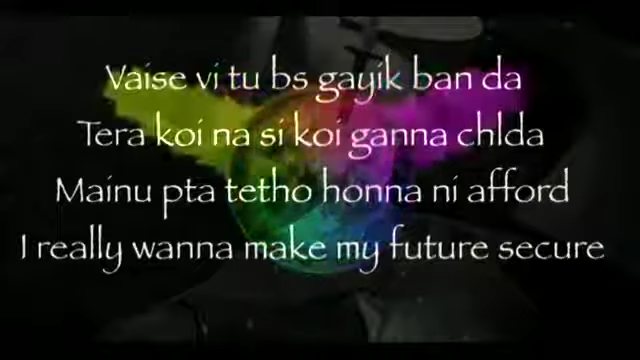 Vaise vi tu bs gayik ban da
Tera koi na si koi ganna chlda
Mainu pta tetho honna ni afford
I really wanna make my future secure